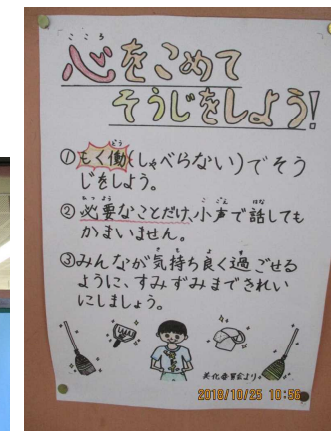 心をこめて
そうじをしよう!
①もく働(しゃべらない)でそう
じをしよう。
②必要なことだけ、小声で話しても
かまいません。
③みんなが気持ち良く過ごせる
ように、すみずみまできれい
にしましょう。
美化委員会より。
2018/10/25 10:56